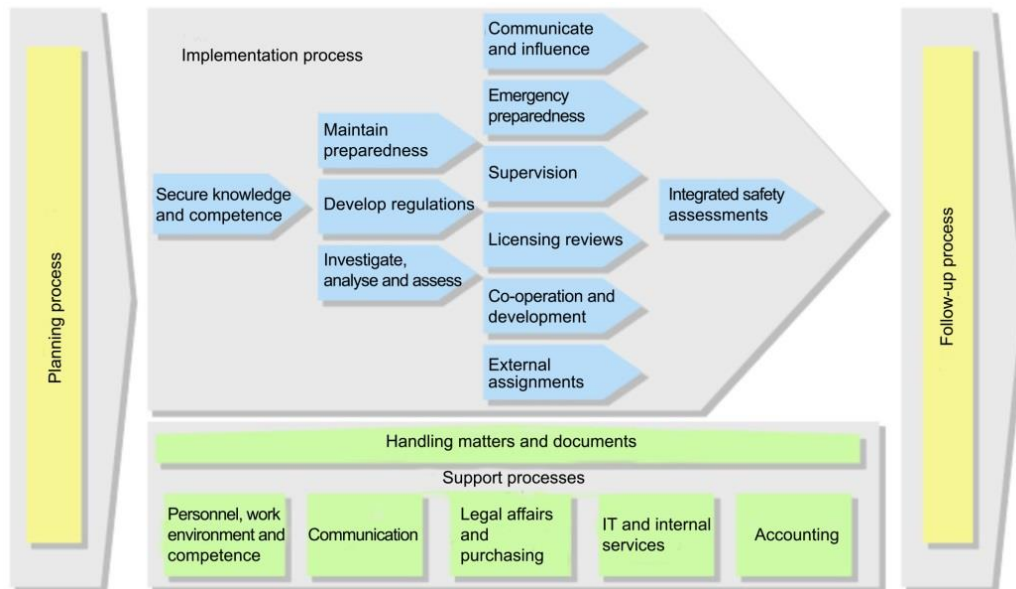 Planning process
Implementation process
Secure knowledge
and competence
Maintain
preparedness
Develop regulations
Investigate,
analyse and assess
Communicate
and influence
Emergency
preparedness
Supervision
Licensing reviews
Co-operation and
development
External
assignments
Integrated safety
assessments
Follow-up process
Handling matters and documents
Support processes
Personnel, work
environment and
competence
Communication
Legal affairs
and
purchasing
IT and internal
services
Accounting